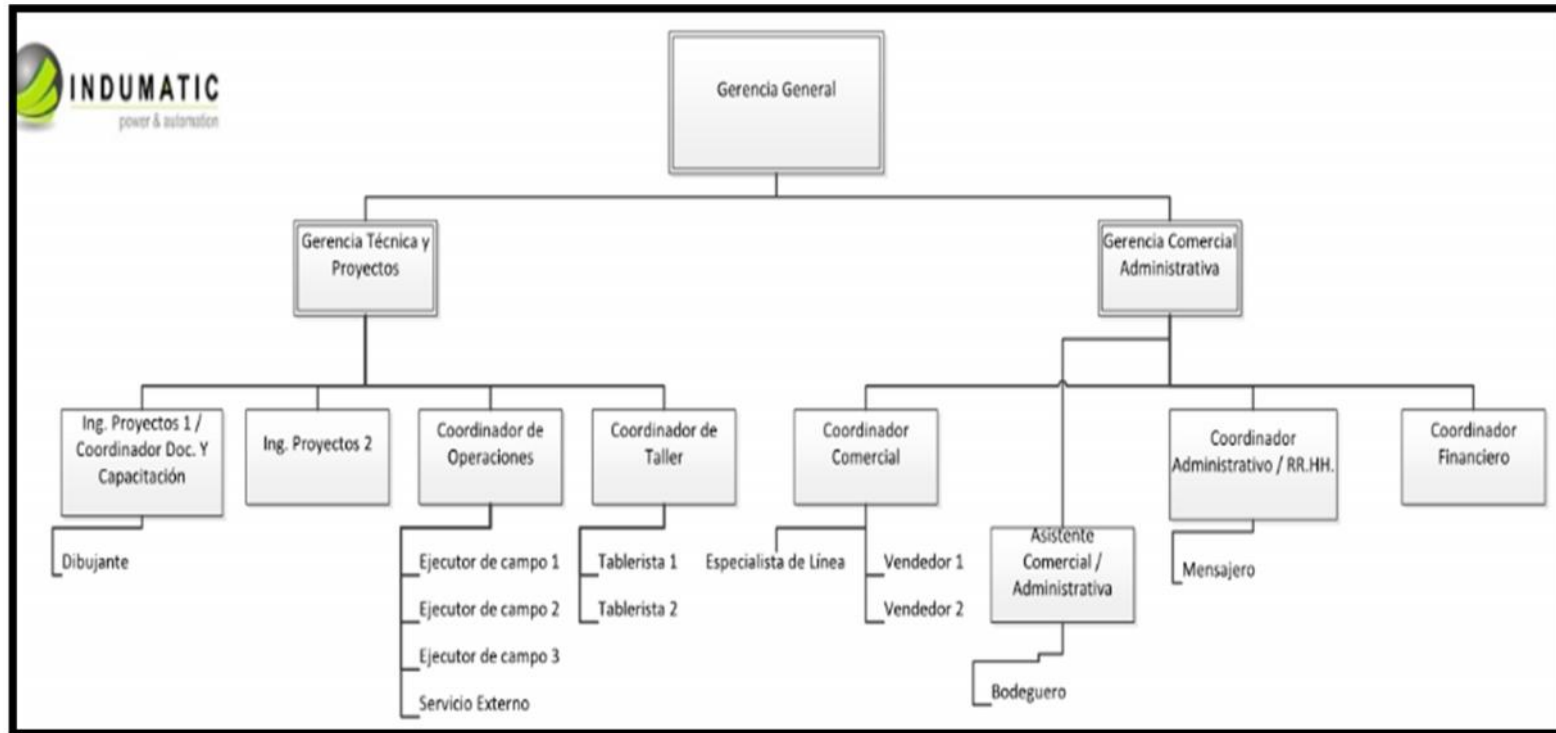 INDUMATIC
power & automation
Gerencia General
Gerencia Técnica y
Proyectos
Gerencia Comercial
Administrativa
Ing. Proyectos 1 /
Coordinador Doc. Y
Capacitación
Ing. Proyectos 2
Coordinador de
Operaciones
Coordinador de
Taller
Coordinador
Comercial
Coordinador
Administrativo / RR.HH.
Coordinador
Financiero
Dibujante
Ejecutor de campo 1
Ejecutor de campo 2
Ejecutor de campo 3
Servicio Externo
Tablerista 1
Tablerista 2
Especialista de Línea
Vendedor 1
Vendedor 2
Asistente
Comercial /
Administrativa
Bodeguero
Mensajero